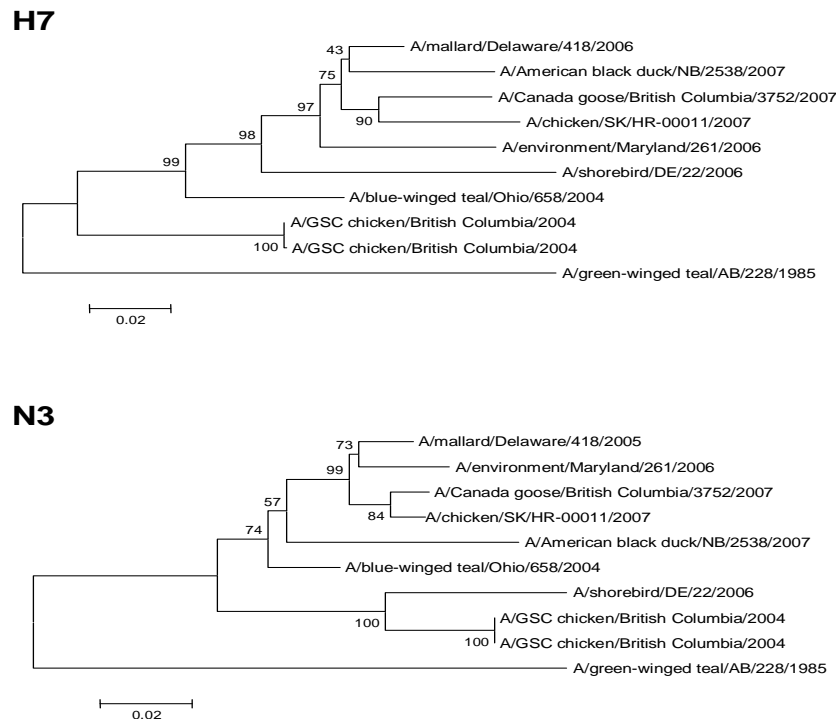 H7
43
A/mallard/Delaware/418/2006
75
A/American black duck/NB/2538/2007
97
A/Canada goose/British Columbia/3752/2007
90
A/chicken/SK/HR-00011/2007
98
A/environment/Maryland/261/2006
99
A/shorebird/DE/22/2006
A/blue-winged teal/Ohio/658/2004
A/GSC chicken/British Columbia/2004
100
A/GSC chicken/British Columbia/2004
A/green-winged teal/AB/228/1985
0.02
N3
73
A/mallard/Delaware/418/2005
99
A/environment/Maryland/261/2006
57
A/Canada goose/British Columbia/3752/2007
84
A/chicken/SK/HR-00011/2007
74
A/American black duck/NB/2538/2007
A/blue-winged teal/Ohio/658/2004
A/shorebird/DE/22/2006
100
A/GSC chicken/British Columbia/2004
100
A/GSC chicken/British Columbia/2004
A/green-winged teal/AB/228/1985
0.02